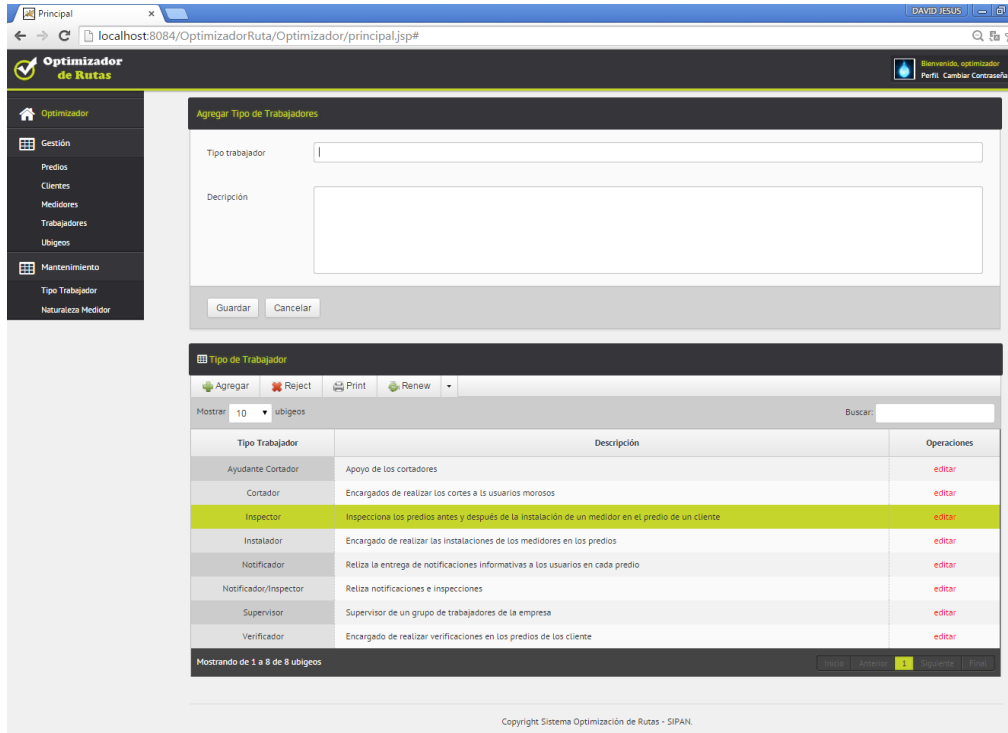 Principal
DAVID JESUS
localhost:8084/OptimizadorRuta/Optimizador/principal.jsp#
Optimizador
de Rutas
Bienvenido, optimizador
Perfil Cambiar Contraseña
Optimizador
Gestión
Predios
Clientes
Medidores
Trabajadores
Ubigeos
Mantenimiento
Tipo Trabajador
Naturaleza Medidor
Agregar Tipo de Trabajadores
Tipo trabajador
Decripción
Guardar Cancelar
Tipo de Trabajador
Agregar Reject Print Renew
Mostrar 10 ubigeos Buscar:
Tipo Trabajador Descripción Operaciones
Ayudante Cortador Apoyo de los cortadores editar
Cortador Encargados de realizar los cortes a ls usuarios morosos editar
Inspector Inspecciona los predios antes y después de la instalación de un medidor en el predio de un cliente editar
Instalador Encargado de realizar las instalaciones de los medidores en los predios editar
Notificador Reliza la entrega de notificaciones informativas a los usuarios en cada predio editar
Notificador/Inspector Reliza notificaciones e inspecciones editar
Supervisor Supervisor de un grupo de trabajadores de la empresa editar
Verificador Encargado de realizar verificaciones en los predios de los cliente editar
Mostrando de 1 a 8 de 8 ubigeos Inicio Anterior 1 Siguiente Final
Copyright Sistema Optimización de Rutas - SIPAN.